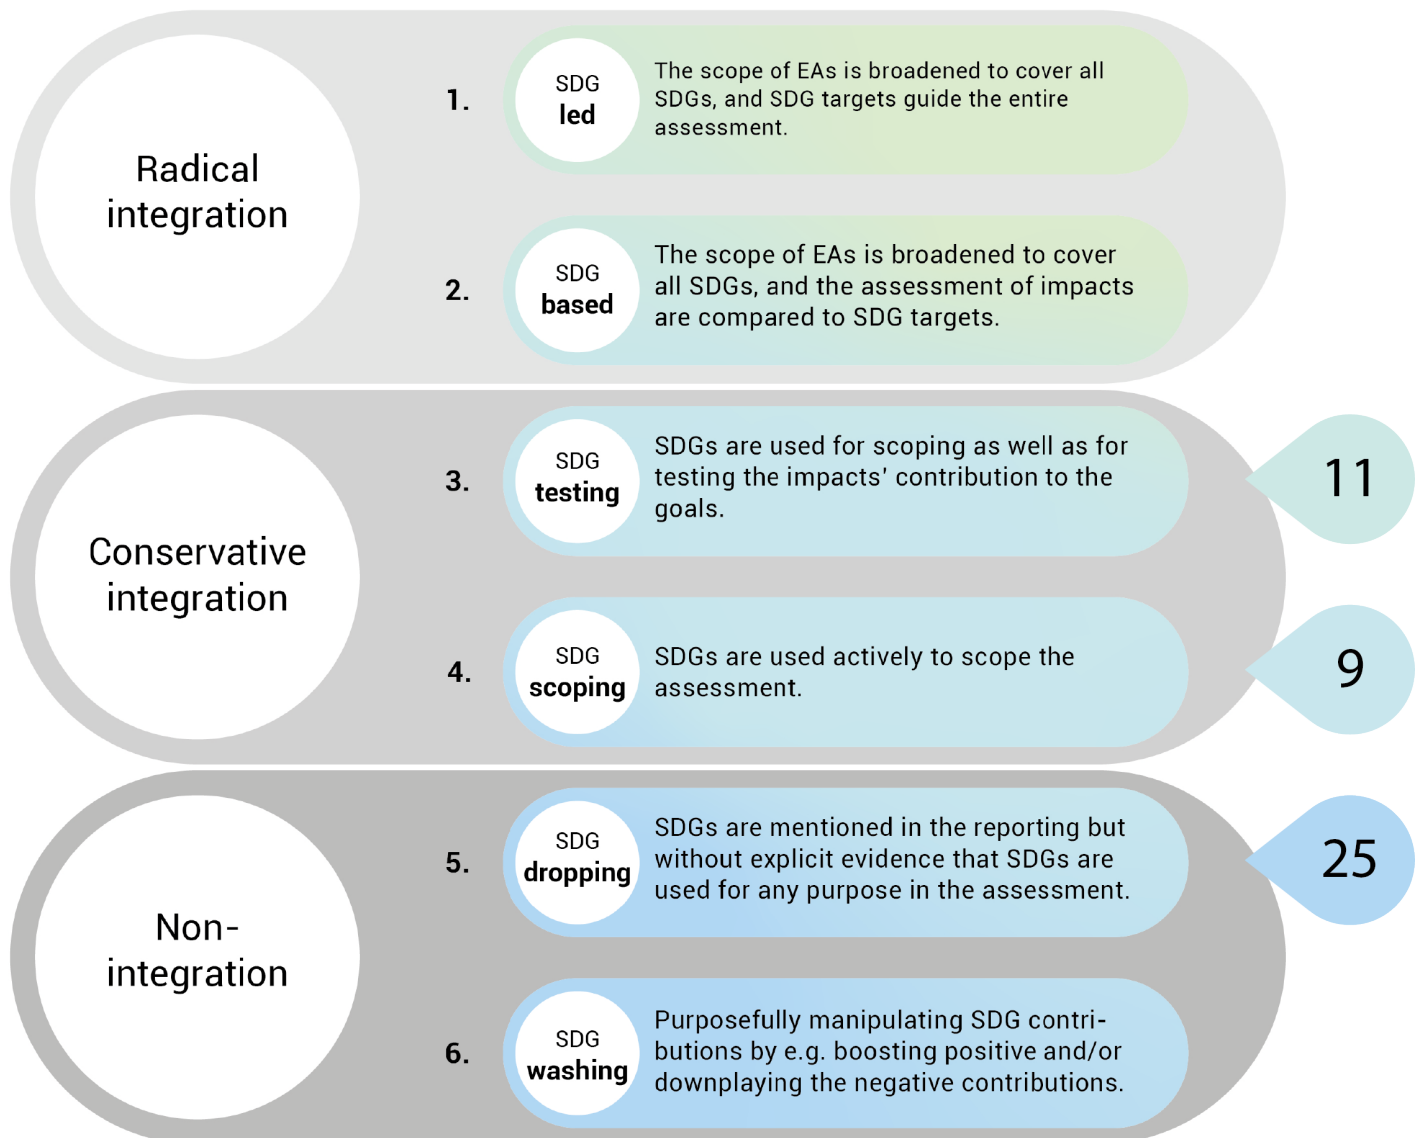 Radical
integration
1.
SDG
led
The scope of EAs is broadened to cover all
SDGs, and SDG targets guide the entire
assessment.
2.
SDG
based
The scope of EAs is broadened to cover
all SDGs, and the assessment of impacts
are compared to SDG targets.
Conservative
integration
3.
SDG
testing
SDGs are used for scoping as well as for
testing the impacts' contribution to the
goals.
11
4.
SDG
scoping
SDGs are used actively to scope the
assessment.
9
Non-
integration
5.
SDG
dropping
SDGs are mentioned in the reporting but
without explicit evidence that SDGs are
used for any purpose in the assessment.
25
6.
SDG
washing
Purposefully manipulating SDG contri-
butions by e.g. boosting positive and/or
downplaying the negative contributions.